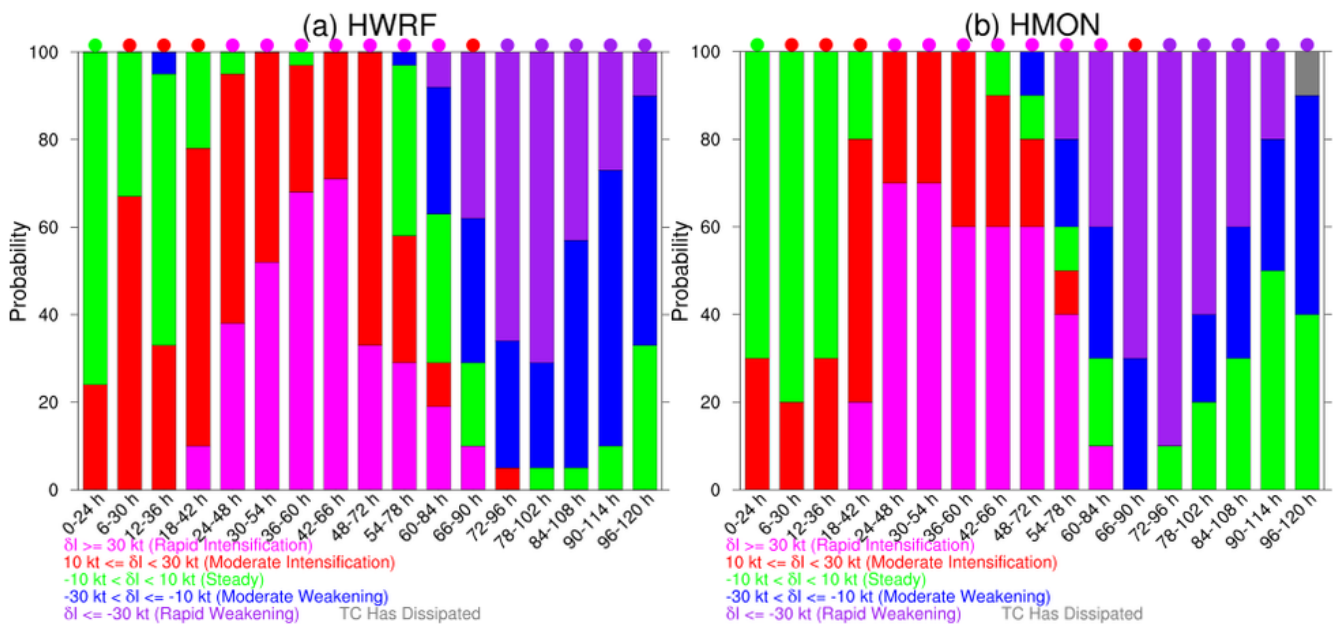 (a) HWRF
Probability
100
80
60
40
20
0
0-24 h
6-30 h
12-36 h
18-42 h
24-48 h
30-54 h
36-60 h
42-66 h
48-72 h
54-78 h
60-84 h
66-90 h
72-96 h
78-102 h
84-108 h
90-114 h
96-120 h
δI >= 30 kt (Rapid Intensification)
10 kt <= δI < 30 kt (Moderate Intensification)
-10 kt < δI < 10 kt (Steady)
-30 kt < δI <= -10 kt (Moderate Weakening)
δI <= -30 kt (Rapid Weakening) TC Has Dissipated
(b) HMON
Probability
100
80
60
40
20
0
0-24 h
6-30 h
12-36 h
18-42 h
24-48 h
30-54 h
36-60 h
42-66 h
48-72 h
54-78 h
60-84 h
66-90 h
72-96 h
78-102 h
84-108 h
90-114 h
96-120 h
δI >= 30 kt (Rapid Intensification)
10 kt <= δI < 30 kt (Moderate Intensification)
-10 kt < δI < 10 kt (Steady)
-30 kt < δI <= -10 kt (Moderate Weakening)
δI <= -30 kt (Rapid Weakening) TC Has Dissipated